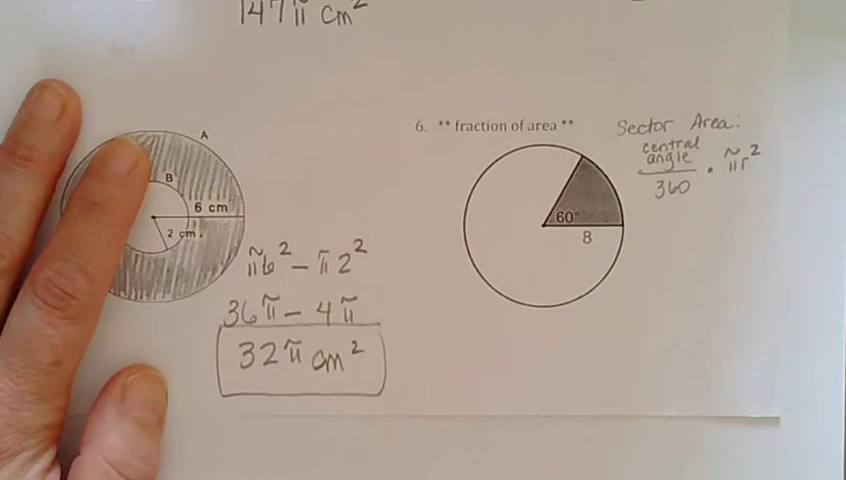 147π cm²
A
B
6 cm
2 cm.
π6² − π2²
36π − 4π
32π cm²
6. ** fraction of area **
60°
8
Sector Area:
central
angle
360
· πr²